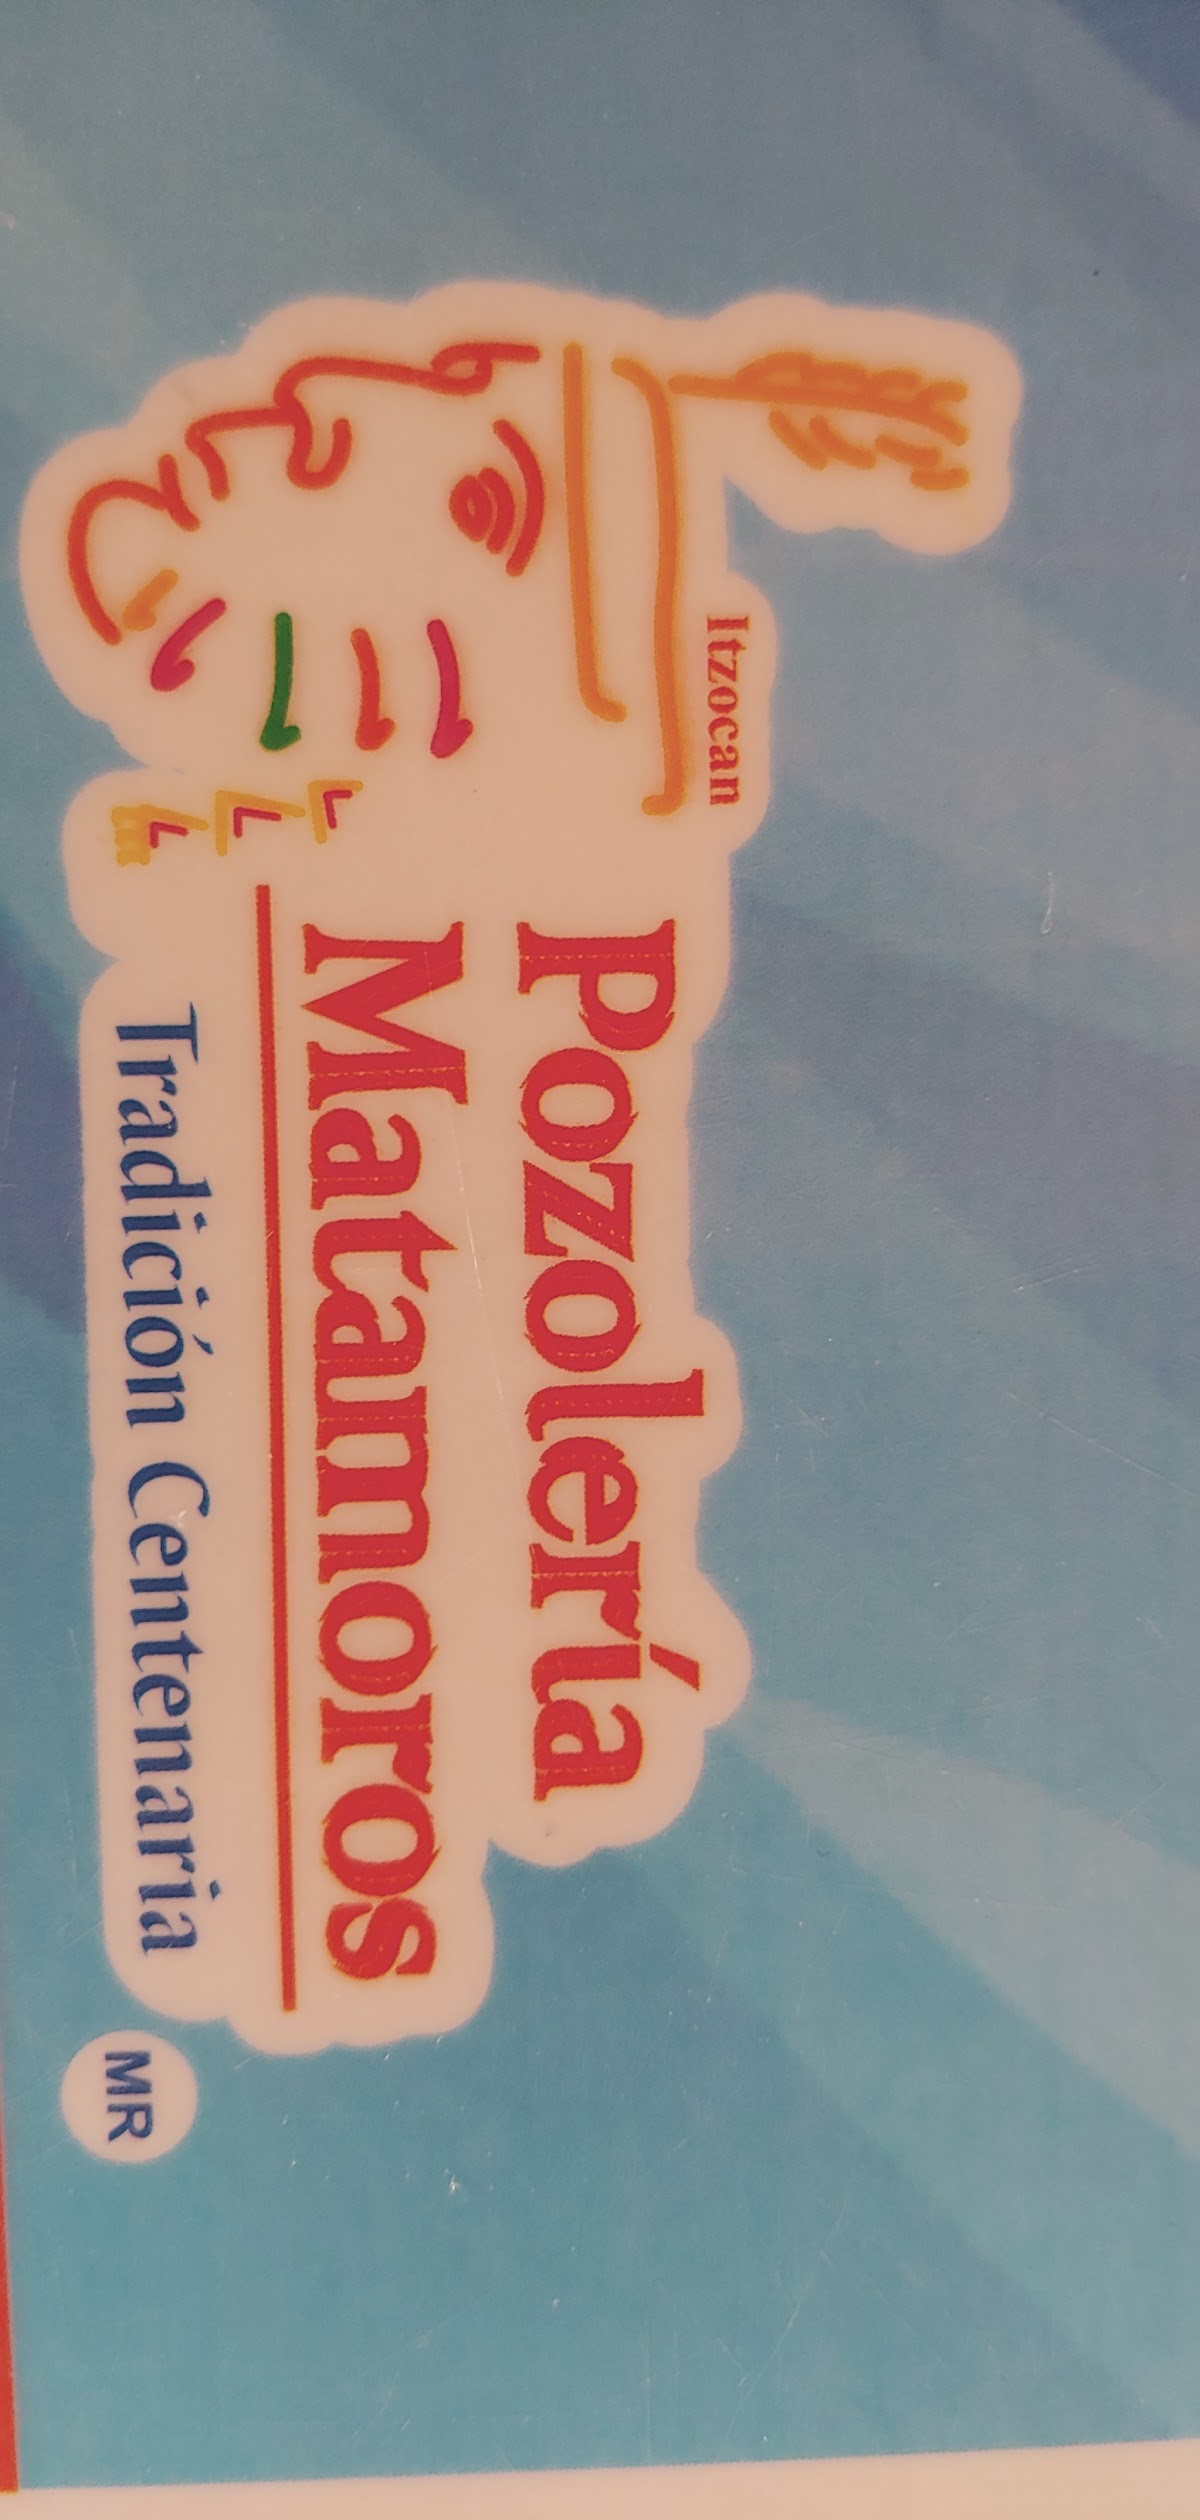 Itzocan
Pozolería
Matamoros
Tradición Centenaria
MR